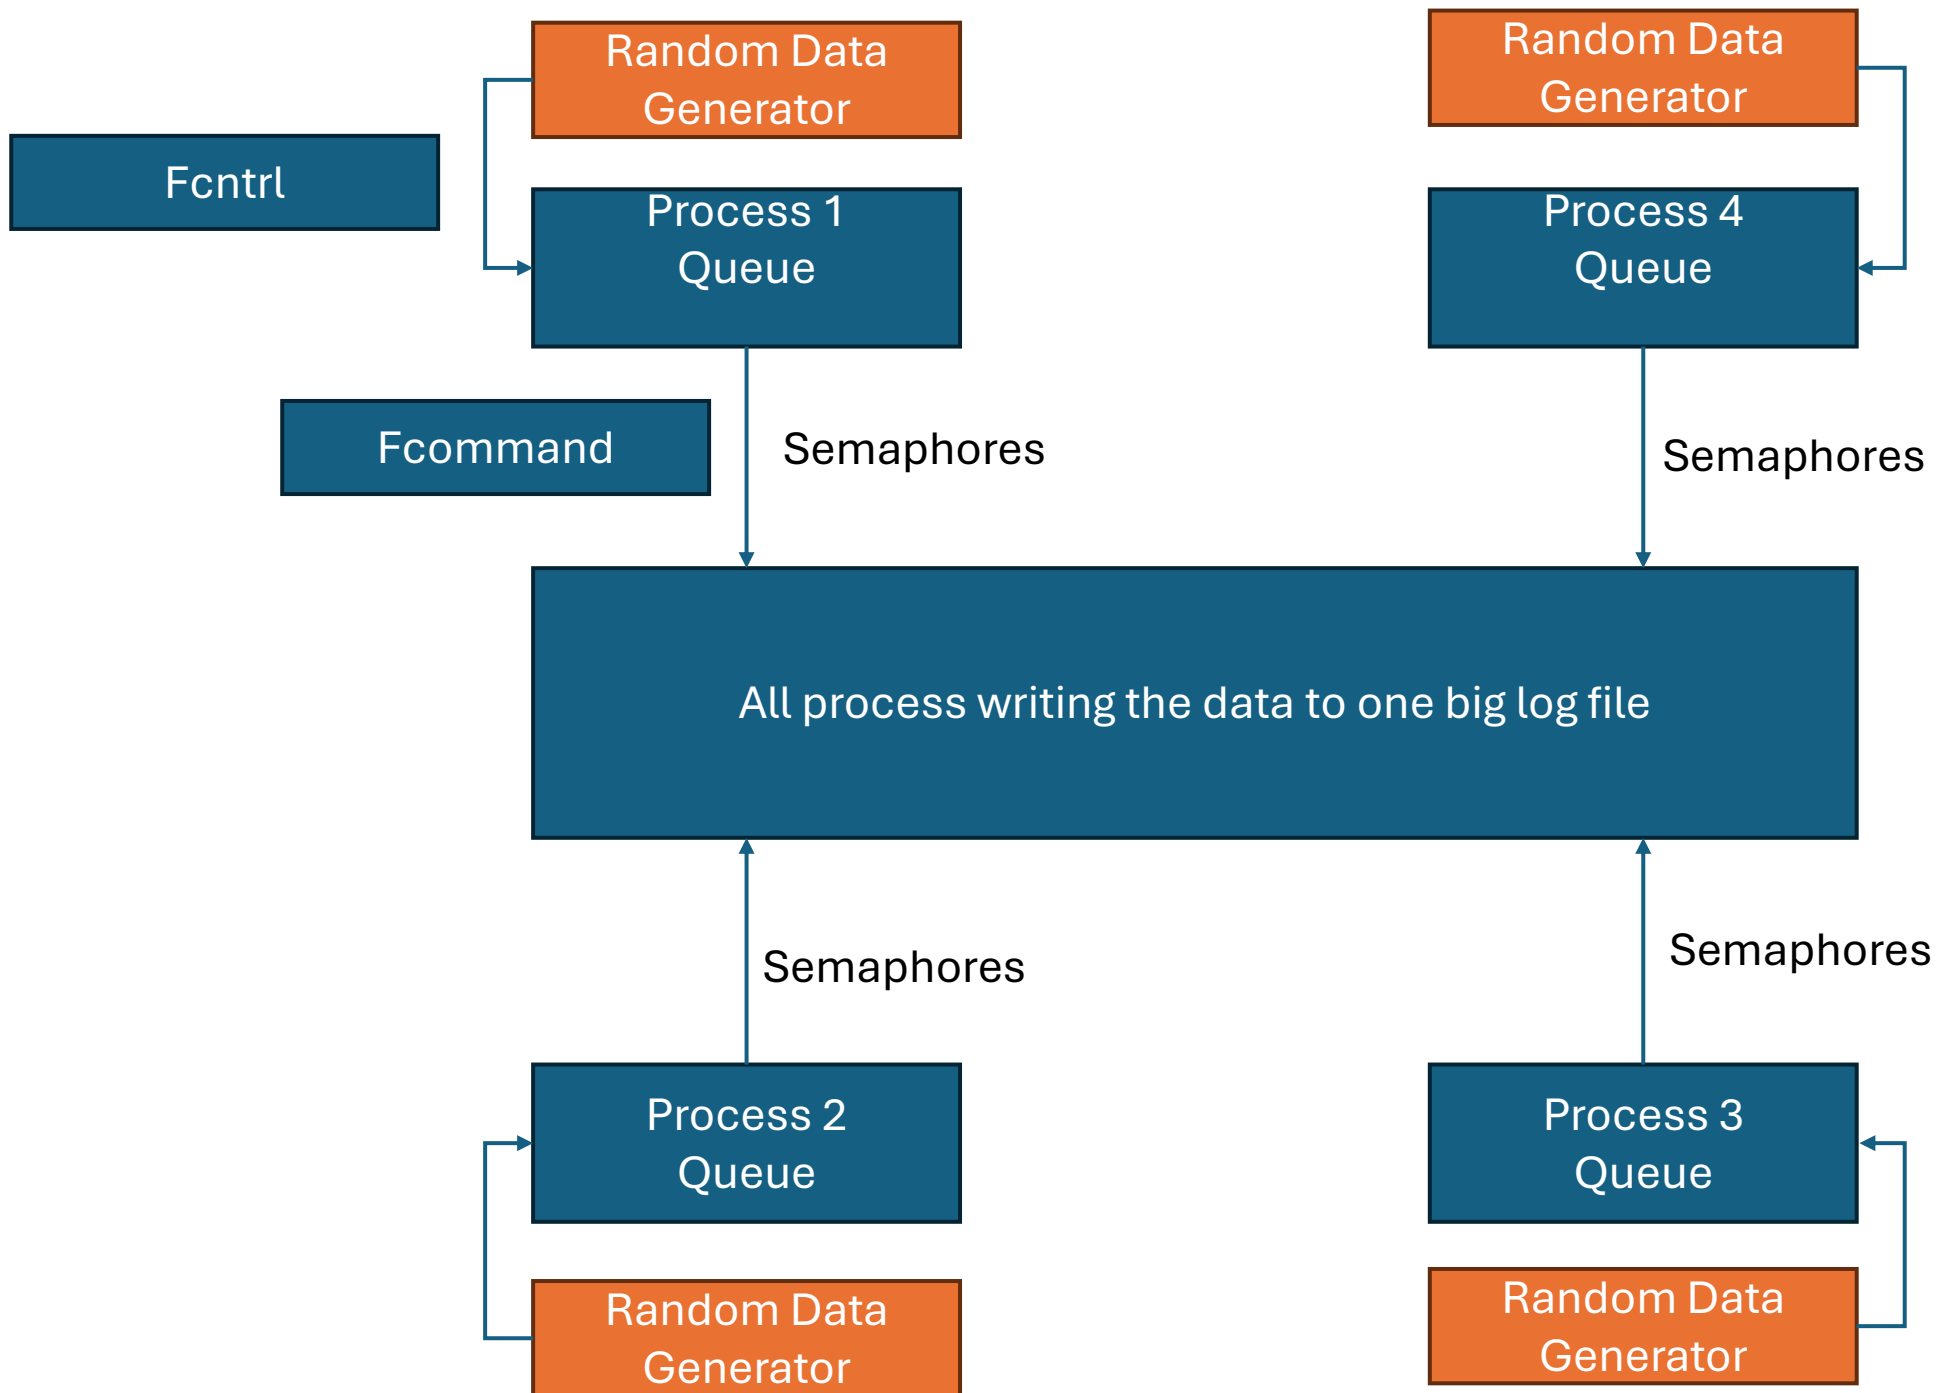 Random Data
Generator
Random Data
Generator
Fcntrl
Process 1
Queue
Process 4
Queue
Fcommand
Semaphores
Semaphores
All process writing the data to one big log file
Semaphores
Semaphores
Process 2
Queue
Process 3
Queue
Random Data
Generator
Random Data
Generator